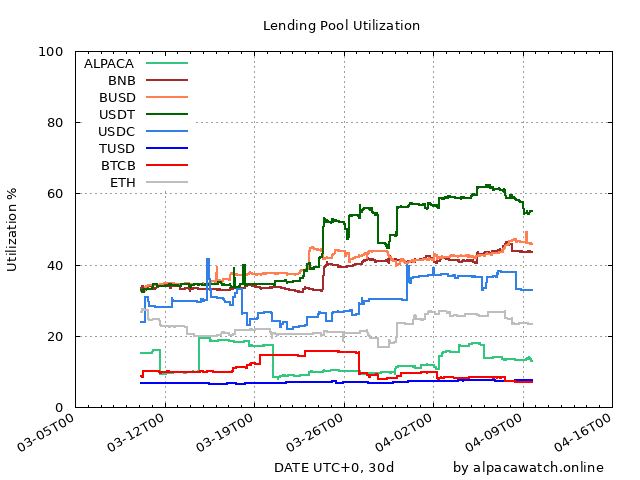 Lending Pool Utilization
100
80
60
40
20
0
Utilization %
ALPACA
BNB
BUSD
USDT
USDC
TUSD
BTCB
ETH
03-05T00
03-12T00
03-19T00
03-26T00
04-02T00
04-09T00
04-16T00
DATE UTC+0, 30d
by alpacawatch.online